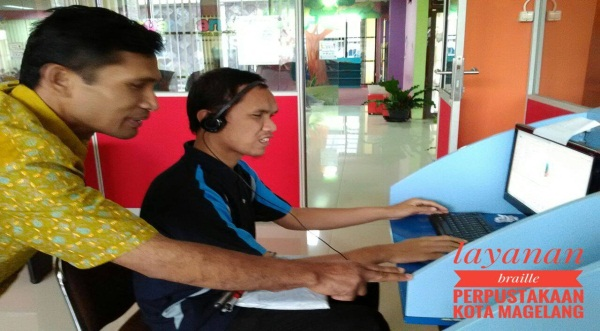 layanan
braille
PERPUSTAKAAN
KOTA MAGELANG